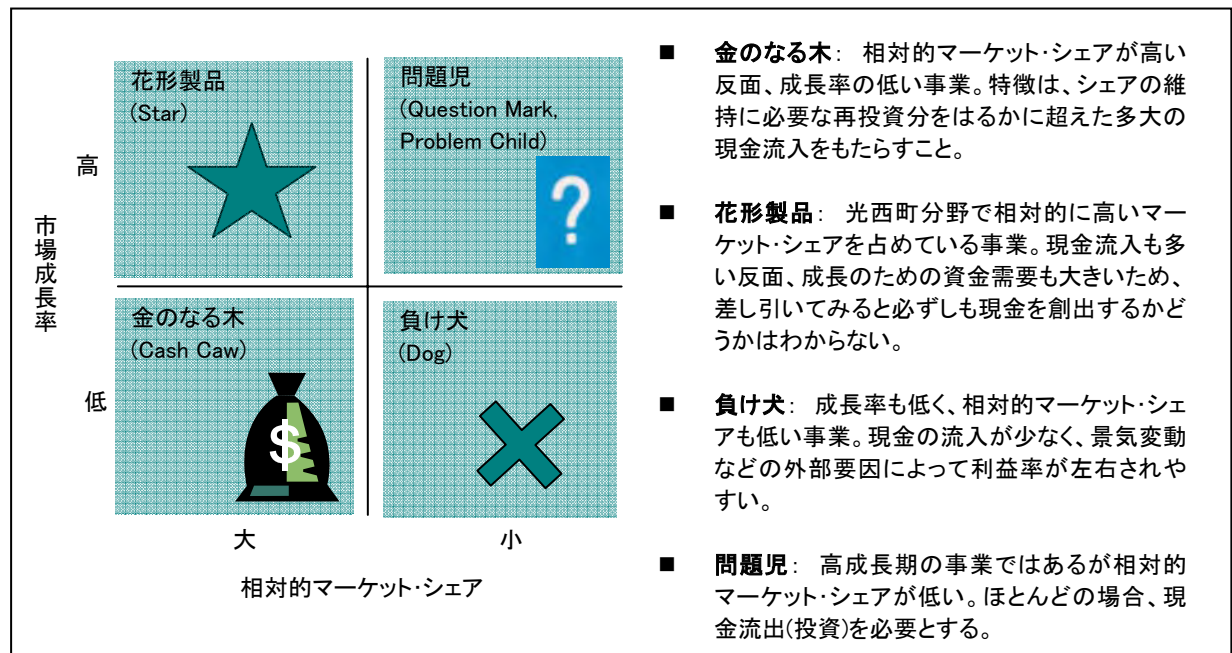 花形製品
(Star)
問題児
(Question Mark,
Problem Child)
?
高
市場成長率
金のなる木
(Cash Caw)
$
負け犬
(Dog)
低
大
小
相対的マーケット・シェア
■ 金のなる木: 相対的マーケット・シェアが高い
反面、成長率の低い事業。特徴は、シェアの維
持に必要な再投資分をはるかに超えた多大の
現金流入をもたらすこと。
■ 花形製品: 光西町分野で相対的に高いマー
ケット・シェアを占めている事業。現金流入も多
い反面、成長のための資金需要も大きいため、
差し引いてみると必ずしも現金を創出するかど
うかはわからない。
■ 負け犬: 成長率も低く、相対的マーケット・シェ
アも低い事業。現金の流入が少なく、景気変動
などの外部要因によって利益率が左右されや
すい。
■ 問題児: 高成長期の事業ではあるが相対的
マーケット・シェアが低い。ほとんどの場合、現
金流出(投資)を必要とする。